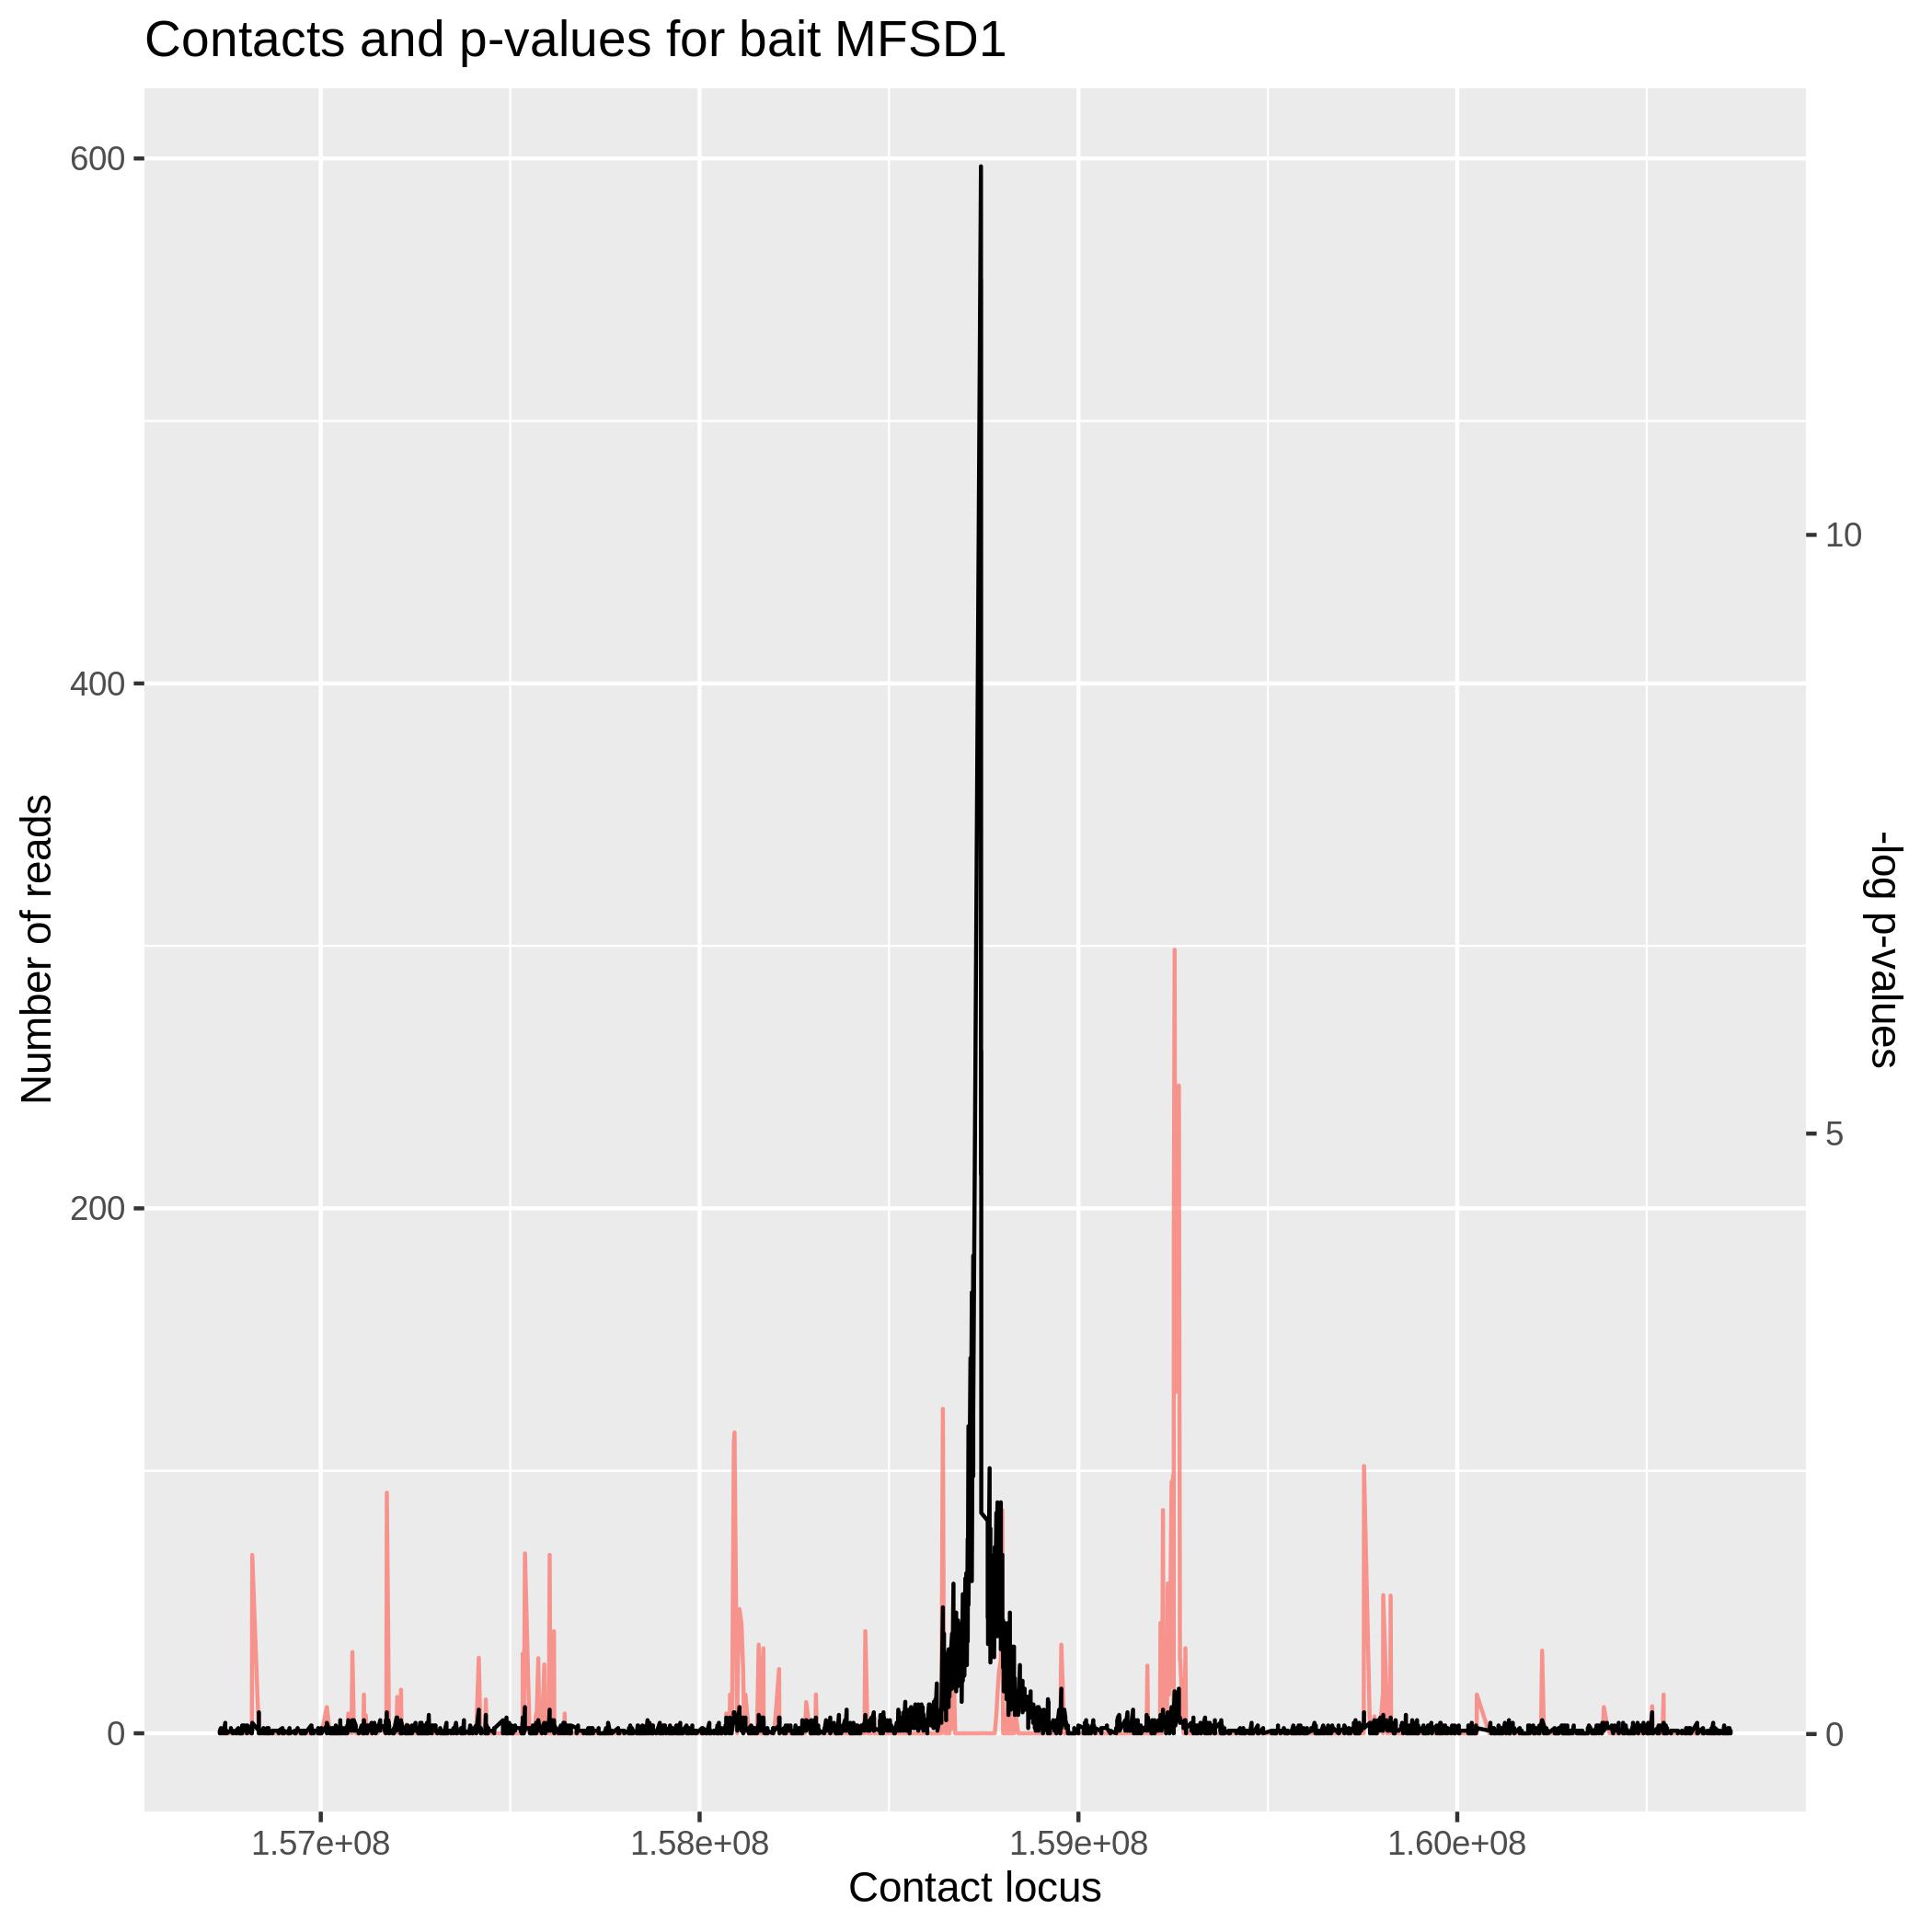 Contacts and p-values for bait MFSD1
600
400
200
0
Number of reads
10
5
0
-log p-values
1.57e+08
1.58e+08
1.59e+08
1.60e+08
Contact locus